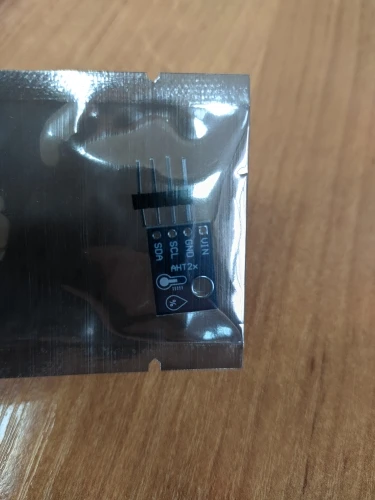 VIN
GND
SCL
SDA
AHT2x
%